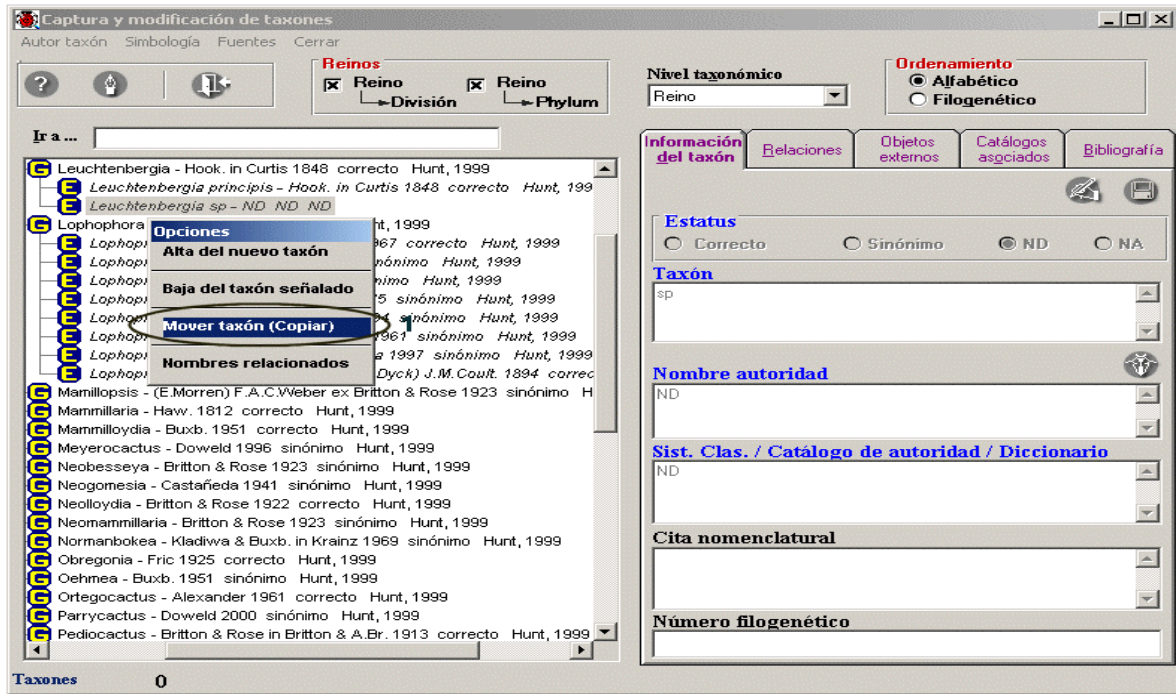 Captura y modificación de taxones
Autor taxón Simbología Fuentes Cerrar
Reinos
Reino División
Reino Phylum
Nivel taxonómico
Reino
Ordenamiento
Alfabético
Filogenético
Ir a ...
G Leuchtenbergia - Hook. in Curtis 1848 correcto Hunt, 1999
E Leuchtenbergia principis - Hook. in Curtis 1848 correcto Hunt, 199
E Leuchtenbergia sp - ND ND ND
G Lophophora nt, 1999
E Lophop 967 correcto Hunt, 1999
E Lophop nónimo Hunt, 1999
E Lophop nimo Hunt, 1999
E Lophop 5 sinónimo Hunt, 1999
E Lophop 94 sinónimo Hunt, 1999
E Lophop 1961 sinónimo Hunt, 1999
E Lophop a 1997 sinónimo Hunt, 1999
E Lophop Dyck) J.M.Coult. 1894 correc
Opciones
Alta del nuevo taxón
Baja del taxón señalado
Mover taxón (Copiar) 1
Nombres relacionados
G Mamillopsis - (E.Morren) F.A.C.Weber ex Britton & Rose 1923 sinónimo H
G Mammillaria - Haw. 1812 correcto Hunt, 1999
G Mammilloydia - Buxb. 1951 correcto Hunt, 1999
G Meyerocactus - Doweld 1996 sinónimo Hunt, 1999
G Neobesseya - Britton & Rose 1923 sinónimo Hunt, 1999
G Neogomesia - Castañeda 1941 sinónimo Hunt, 1999
G Neolloydia - Britton & Rose 1922 correcto Hunt, 1999
G Neomammillaria - Britton & Rose 1923 sinónimo Hunt, 1999
G Normanbokea - Kladiwa & Buxb. in Krainz 1969 sinónimo Hunt, 1999
G Obregonia - Fric 1925 correcto Hunt, 1999
G Oehmea - Buxb. 1951 sinónimo Hunt, 1999
G Ortegocactus - Alexander 1961 correcto Hunt, 1999
G Parrycactus - Doweld 2000 sinónimo Hunt, 1999
G Pediocactus - Britton & Rose in Britton & A.Br. 1913 correcto Hunt, 1999
Taxones 0
Información del taxón
Relaciones
Objetos externos
Catálogos asociados
Bibliografía
Estatus
Correcto Sinónimo ND NA
Taxón
sp
Nombre autoridad
ND
Sist. Clas. / Catálogo de autoridad / Diccionario
ND
Cita nomenclatural
Número filogenético